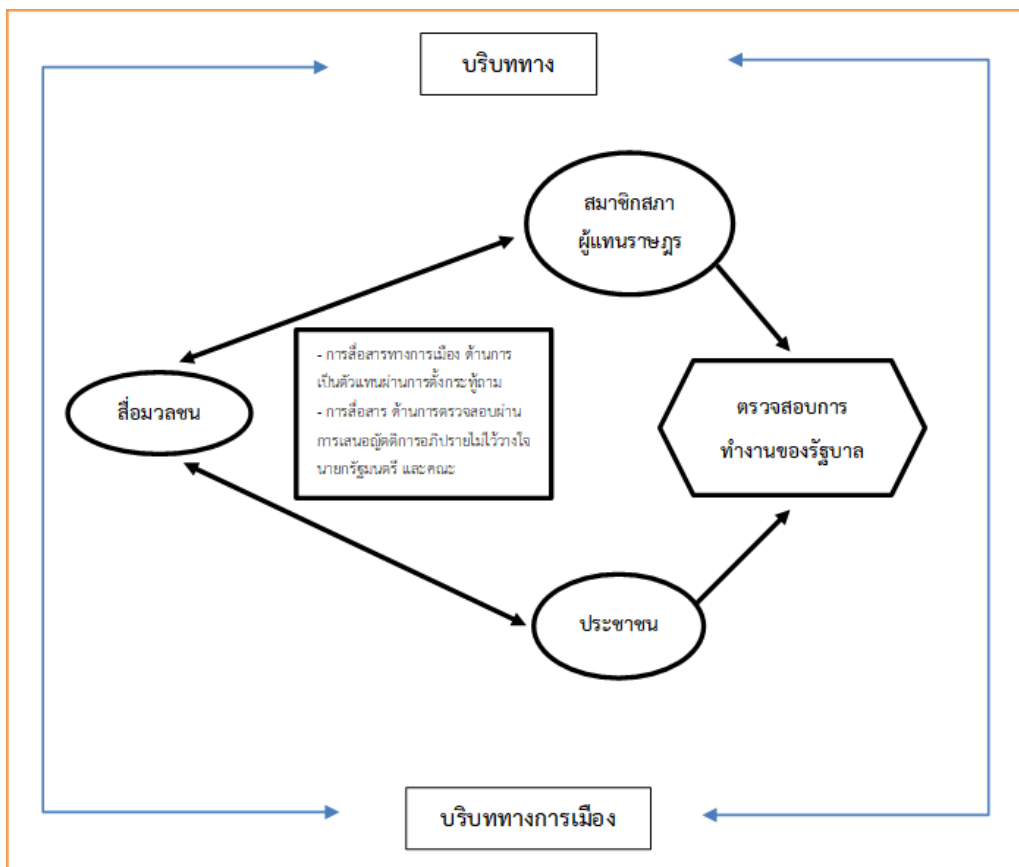 บริบททาง
สมาชิกสภา
ผู้แทนราษฎร
- การสื่อสารทางการเมือง ด้านการ
เป็นตัวแทนผ่านการตั้งกระทู้ถาม
- การสื่อสาร ด้านการตรวจสอบผ่าน
การเสนอญัตติการอภิปรายไม่ไว้วางใจ
นายกรัฐมนตรี และคณะ
สื่อมวลชน
ตรวจสอบการ
ทำงานของรัฐบาล
ประชาชน
บริบททางการเมือง